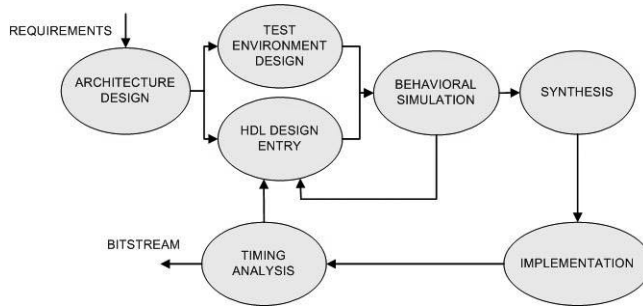 REQUIREMENTS
ARCHITECTURE
DESIGN
TEST
ENVIRONMENT
DESIGN
HDL DESIGN
ENTRY
BEHAVIORAL
SIMULATION
SYNTHESIS
BITSTREAM
TIMING
ANALYSIS
IMPLEMENTATION